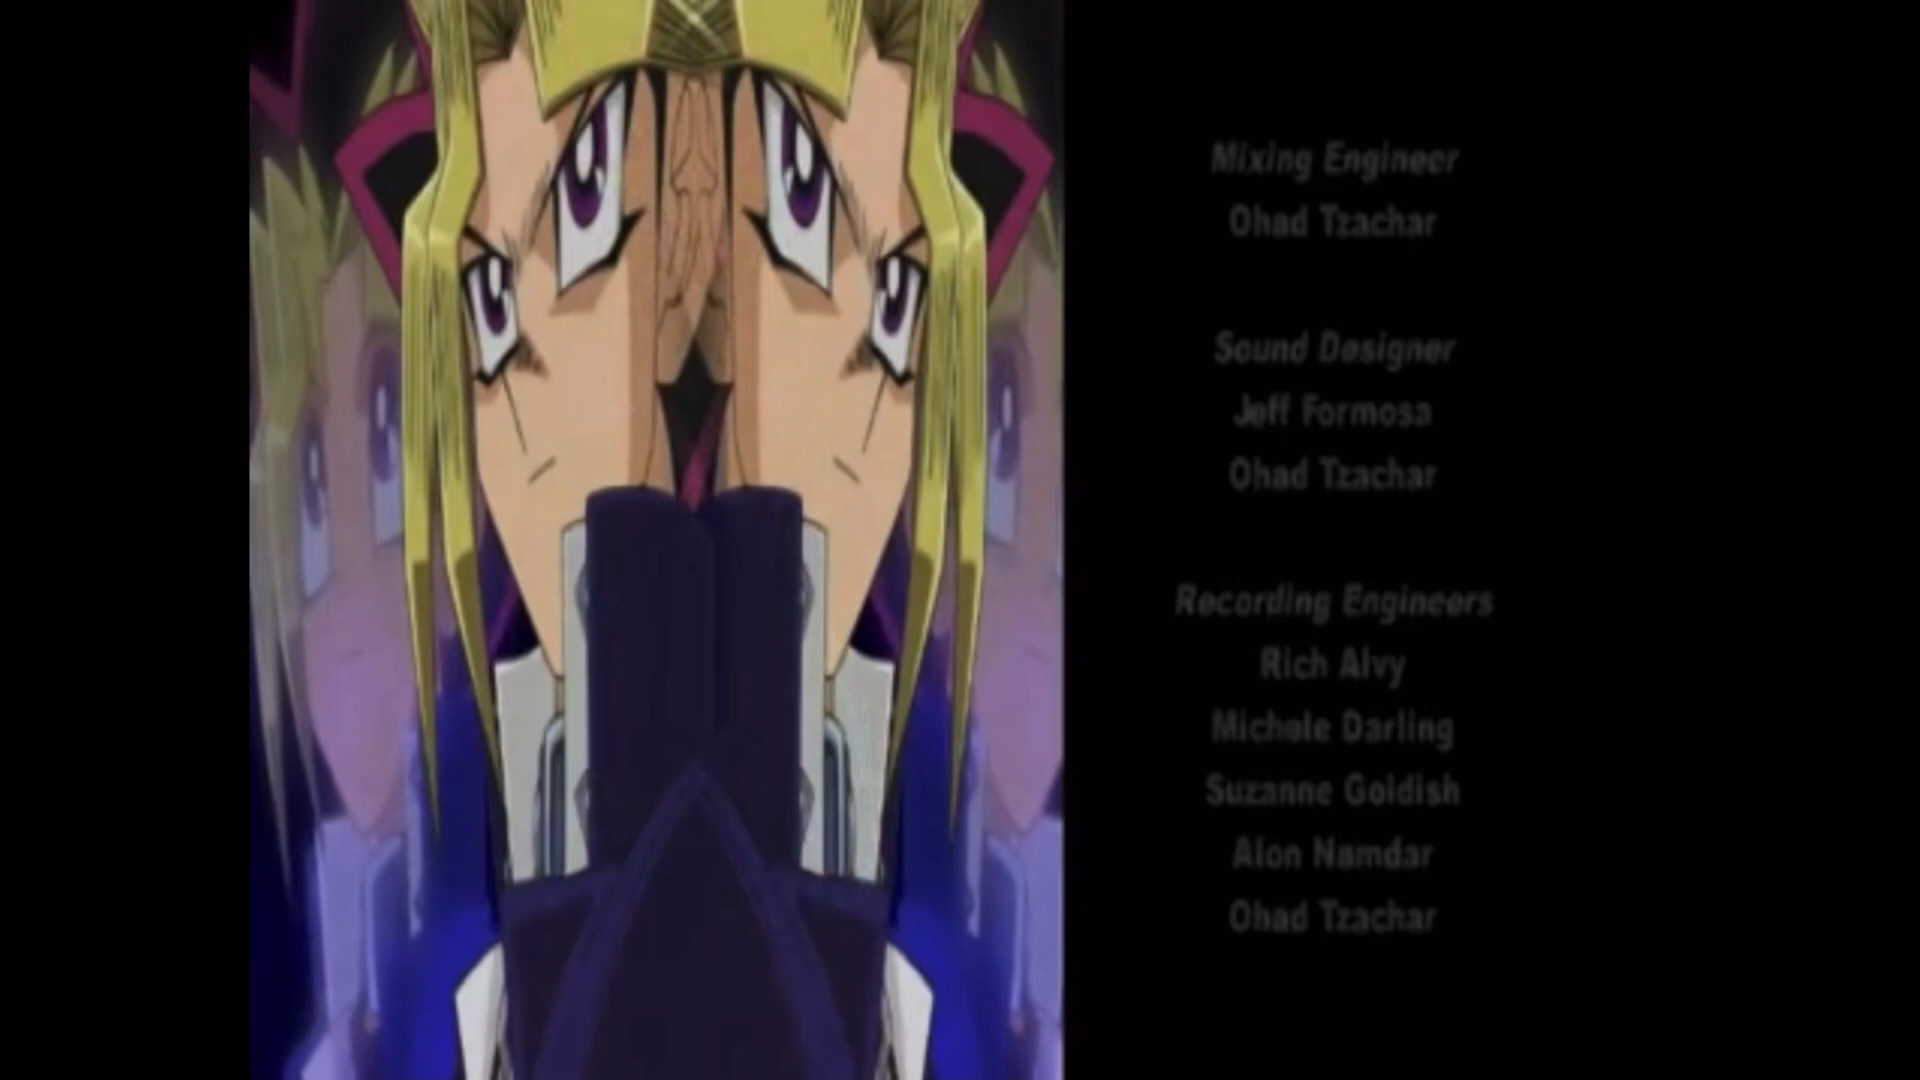 Mixing Engineer
Ohad Tzachar
Sound Designer
Jeff Formosa
Ohad Tzachar
Recording Engineers
Rich Alvy
Michele Darling
Suzanne Goldish
Alon Namdar
Ohad Tzachar